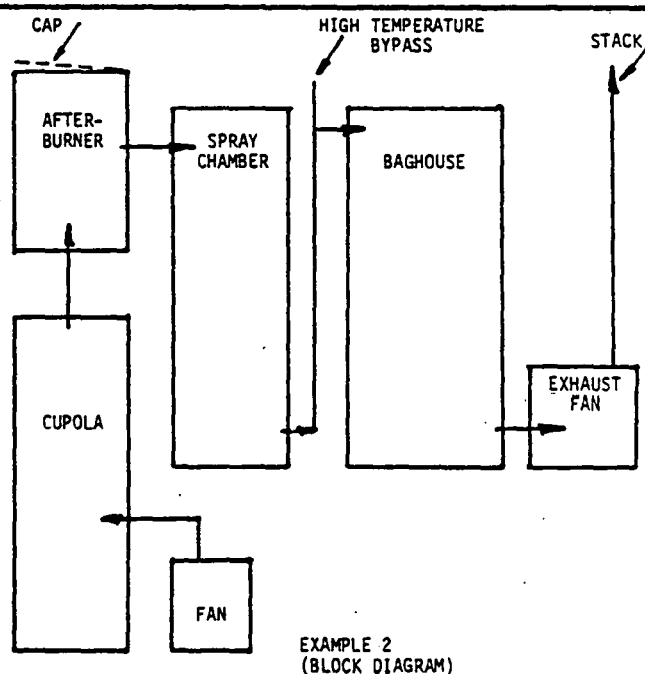 CAP
HIGH TEMPERATURE
BYPASS
STACK
AFTER-
BURNER
SPRAY
CHAMBER
BAGHOUSE
CUPOLA
EXHAUST
FAN
FAN
EXAMPLE 2
(BLOCK DIAGRAM)